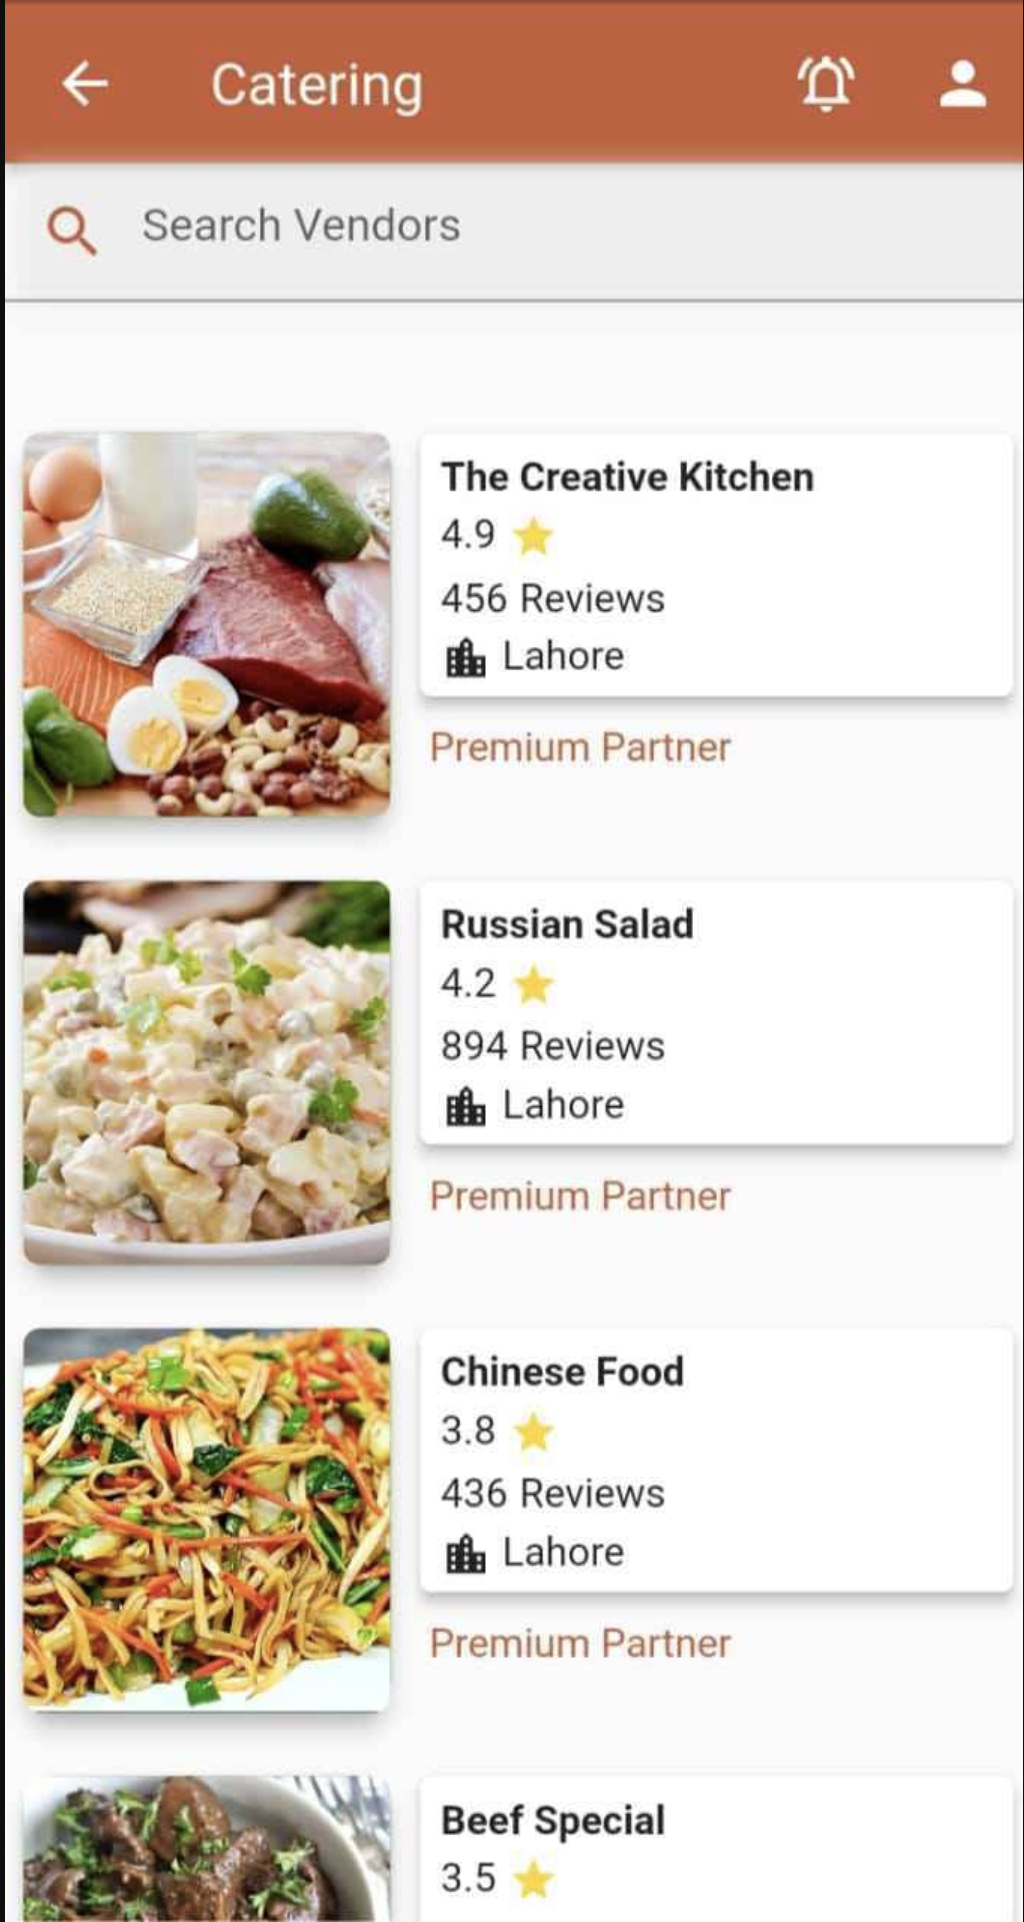 Catering
Search Vendors
The Creative Kitchen
4.9
456 Reviews
Lahore
Premium Partner
Russian Salad
4.2
894 Reviews
Lahore
Premium Partner
Chinese Food
3.8
436 Reviews
Lahore
Premium Partner
Beef Special
3.5